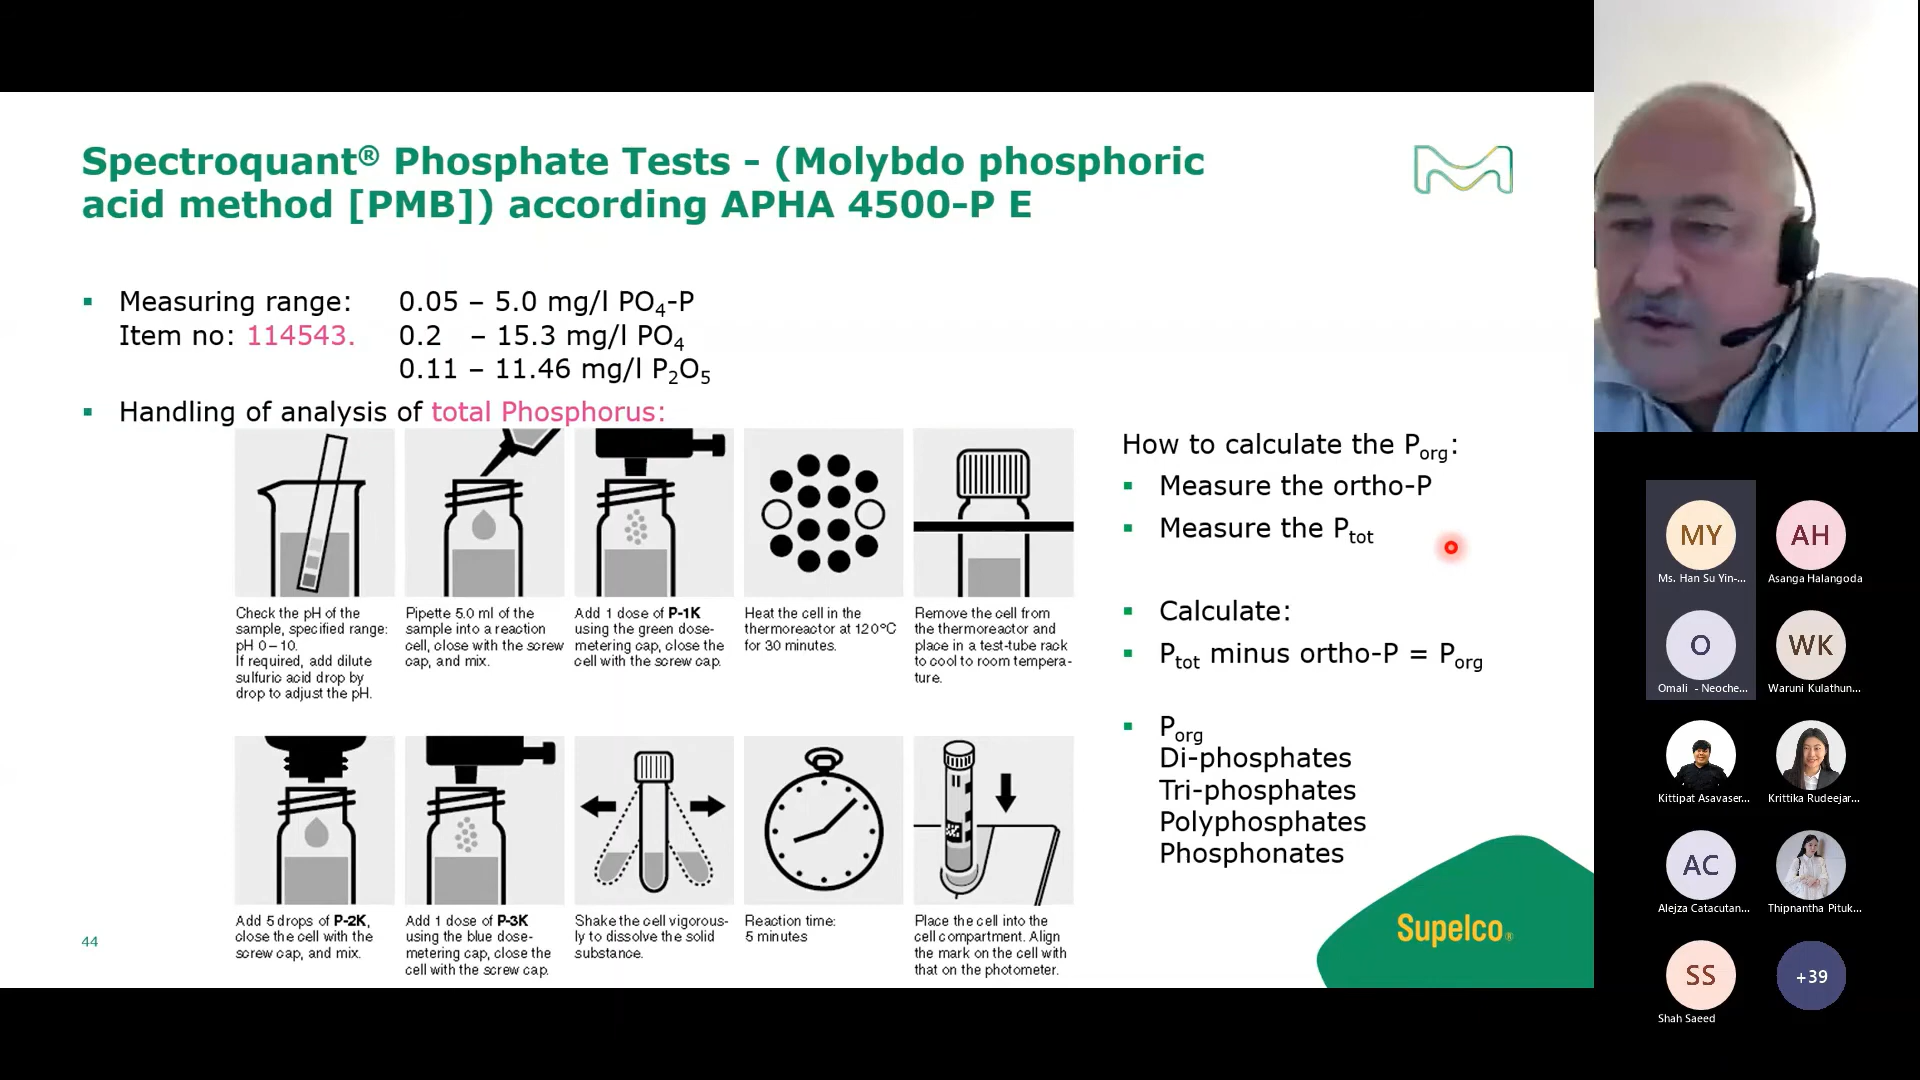 Spectroquant® Phosphate Tests - (Molybdo phosphoric
acid method [PMB]) according APHA 4500-P E
▪ Measuring range: 0.05 – 5.0 mg/l PO4-P
Item no: 114543. 0.2 – 15.3 mg/l PO4
0.11 – 11.46 mg/l P2O5
▪ Handling of analysis of total Phosphorus:
Check the pH of the
sample, specified range:
pH 0–10.
If required, add dilute
sulfuric acid drop by
drop to adjust the pH.
Pipette 5.0 ml of the
sample into a reaction
cell, close with the screw
cap, and mix.
Add 1 dose of P-1K
using the green dose-
metering cap, close the
cell with the screw cap.
Heat the cell in the
thermoreactor at 120°C
for 30 minutes.
Remove the cell from
the thermoreactor and
place in a test-tube rack
to cool to room tempera-
ture.
Add 5 drops of P-2K,
close the cell with the
screw cap, and mix.
Add 1 dose of P-3K
using the blue dose-
metering cap, close the
cell with the screw cap.
Shake the cell vigorous-
ly to dissolve the solid
substance.
Reaction time:
5 minutes
Place the cell into the
cell compartment. Align
the mark on the cell with
that on the photometer.
How to calculate the Porg:
▪ Measure the ortho-P
▪ Measure the Ptot
▪ Calculate:
▪ Ptot minus ortho-P = Porg
▪ Porg
Di-phosphates
Tri-phosphates
Polyphosphates
Phosphonates
44
Supelco®
MY
Ms. Han Su Yin-...
AH
Asanga Halangoda
O
Omali - Neoche...
WK
Waruni Kulathun...
Kittipat Asavaser...
Krittika Rudeejar...
AC
Alejza Catacutan...
Thipnantha Pituk...
SS
Shah Saeed
+39